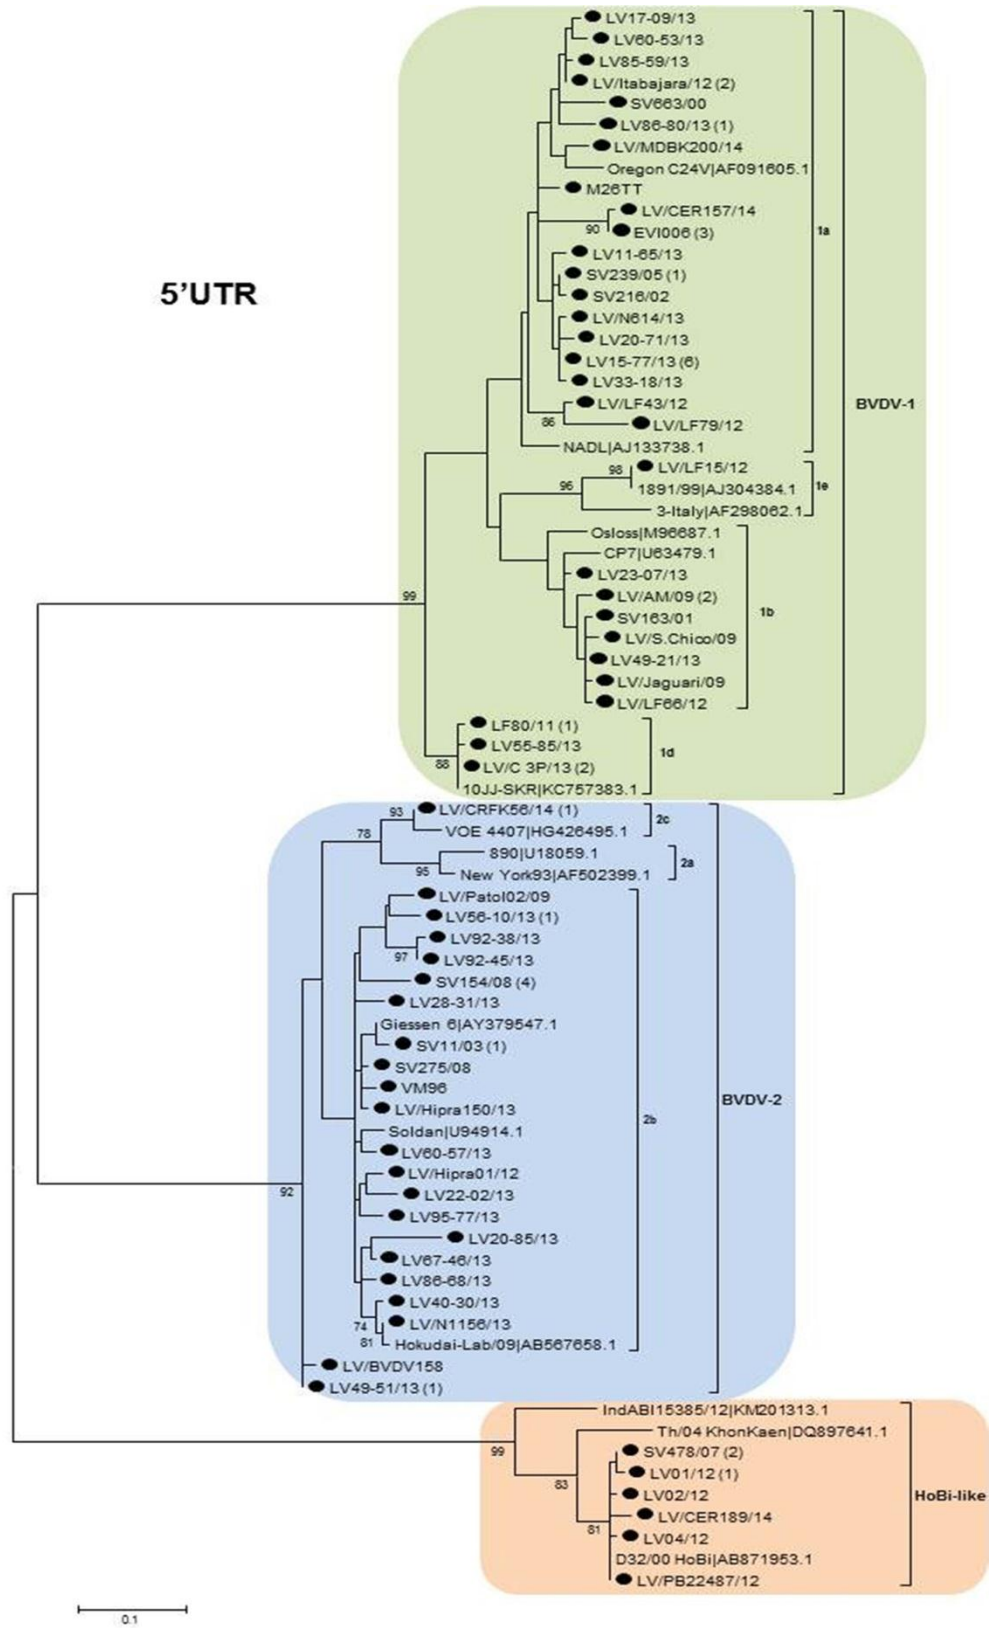 5'UTR
LV17-09/13
LV60-53/13
LV85-59/13
LV/Itabajara/12 (2)
SV663/00
LV86-80/13 (1)
LV/MDBK200/14
Oregon C24V|AF091605.1
M26TT
LV/CER157/14
90
EVI006 (3)
1a
LV11-65/13
SV239/05 (1)
SV216/02
LV/N614/13
LV20-71/13
LV15-77/13 (6)
LV33-18/13
LV/LF43/12
BVDV-1
86
LV/LF79/12
NADL|AJ133738.1
98
LV/LF15/12
96
1891/99|AJ304384.1
1e
3-Italy|AF298062.1
Osloss|M96687.1
CP7|U63479.1
LV23-07/13
99
LV/AM/09 (2)
SV163/01
1b
LV/S.Chico/09
LV49-21/13
LV/Jaguari/09
LV/LF66/12
LF80/11 (1)
LV55-85/13
1d
88
LV/C 3P/13 (2)
10JJ-SKR|KC757383.1
93
LV/CRFK56/14 (1)
2c
78
VOE 4407|HG426495.1
890|U18059.1
2a
95
New York93|AF502399.1
LV/Patol02/09
LV56-10/13 (1)
LV92-38/13
97
LV92-45/13
SV154/08 (4)
LV28-31/13
Giessen 6|AY379547.1
SV11/03 (1)
SV275/08
VM96
BVDV-2
LV/Hipra150/13
2b
Soldan|U94914.1
LV60-57/13
LV/Hipra01/12
92
LV22-02/13
LV95-77/13
LV20-85/13
LV67-46/13
LV86-68/13
LV40-30/13
74
LV/N1156/13
81
Hokudai-Lab/09|AB567658.1
LV/BVDV158
LV49-51/13 (1)
IndABI15385/12|KM201313.1
Th/04 KhonKaen|DQ897641.1
99
SV478/07 (2)
LV01/12 (1)
83
LV02/12
HoBi-like
LV/CER189/14
81
LV04/12
D32/00 HoBi|AB871953.1
LV/PB22487/12
0.1